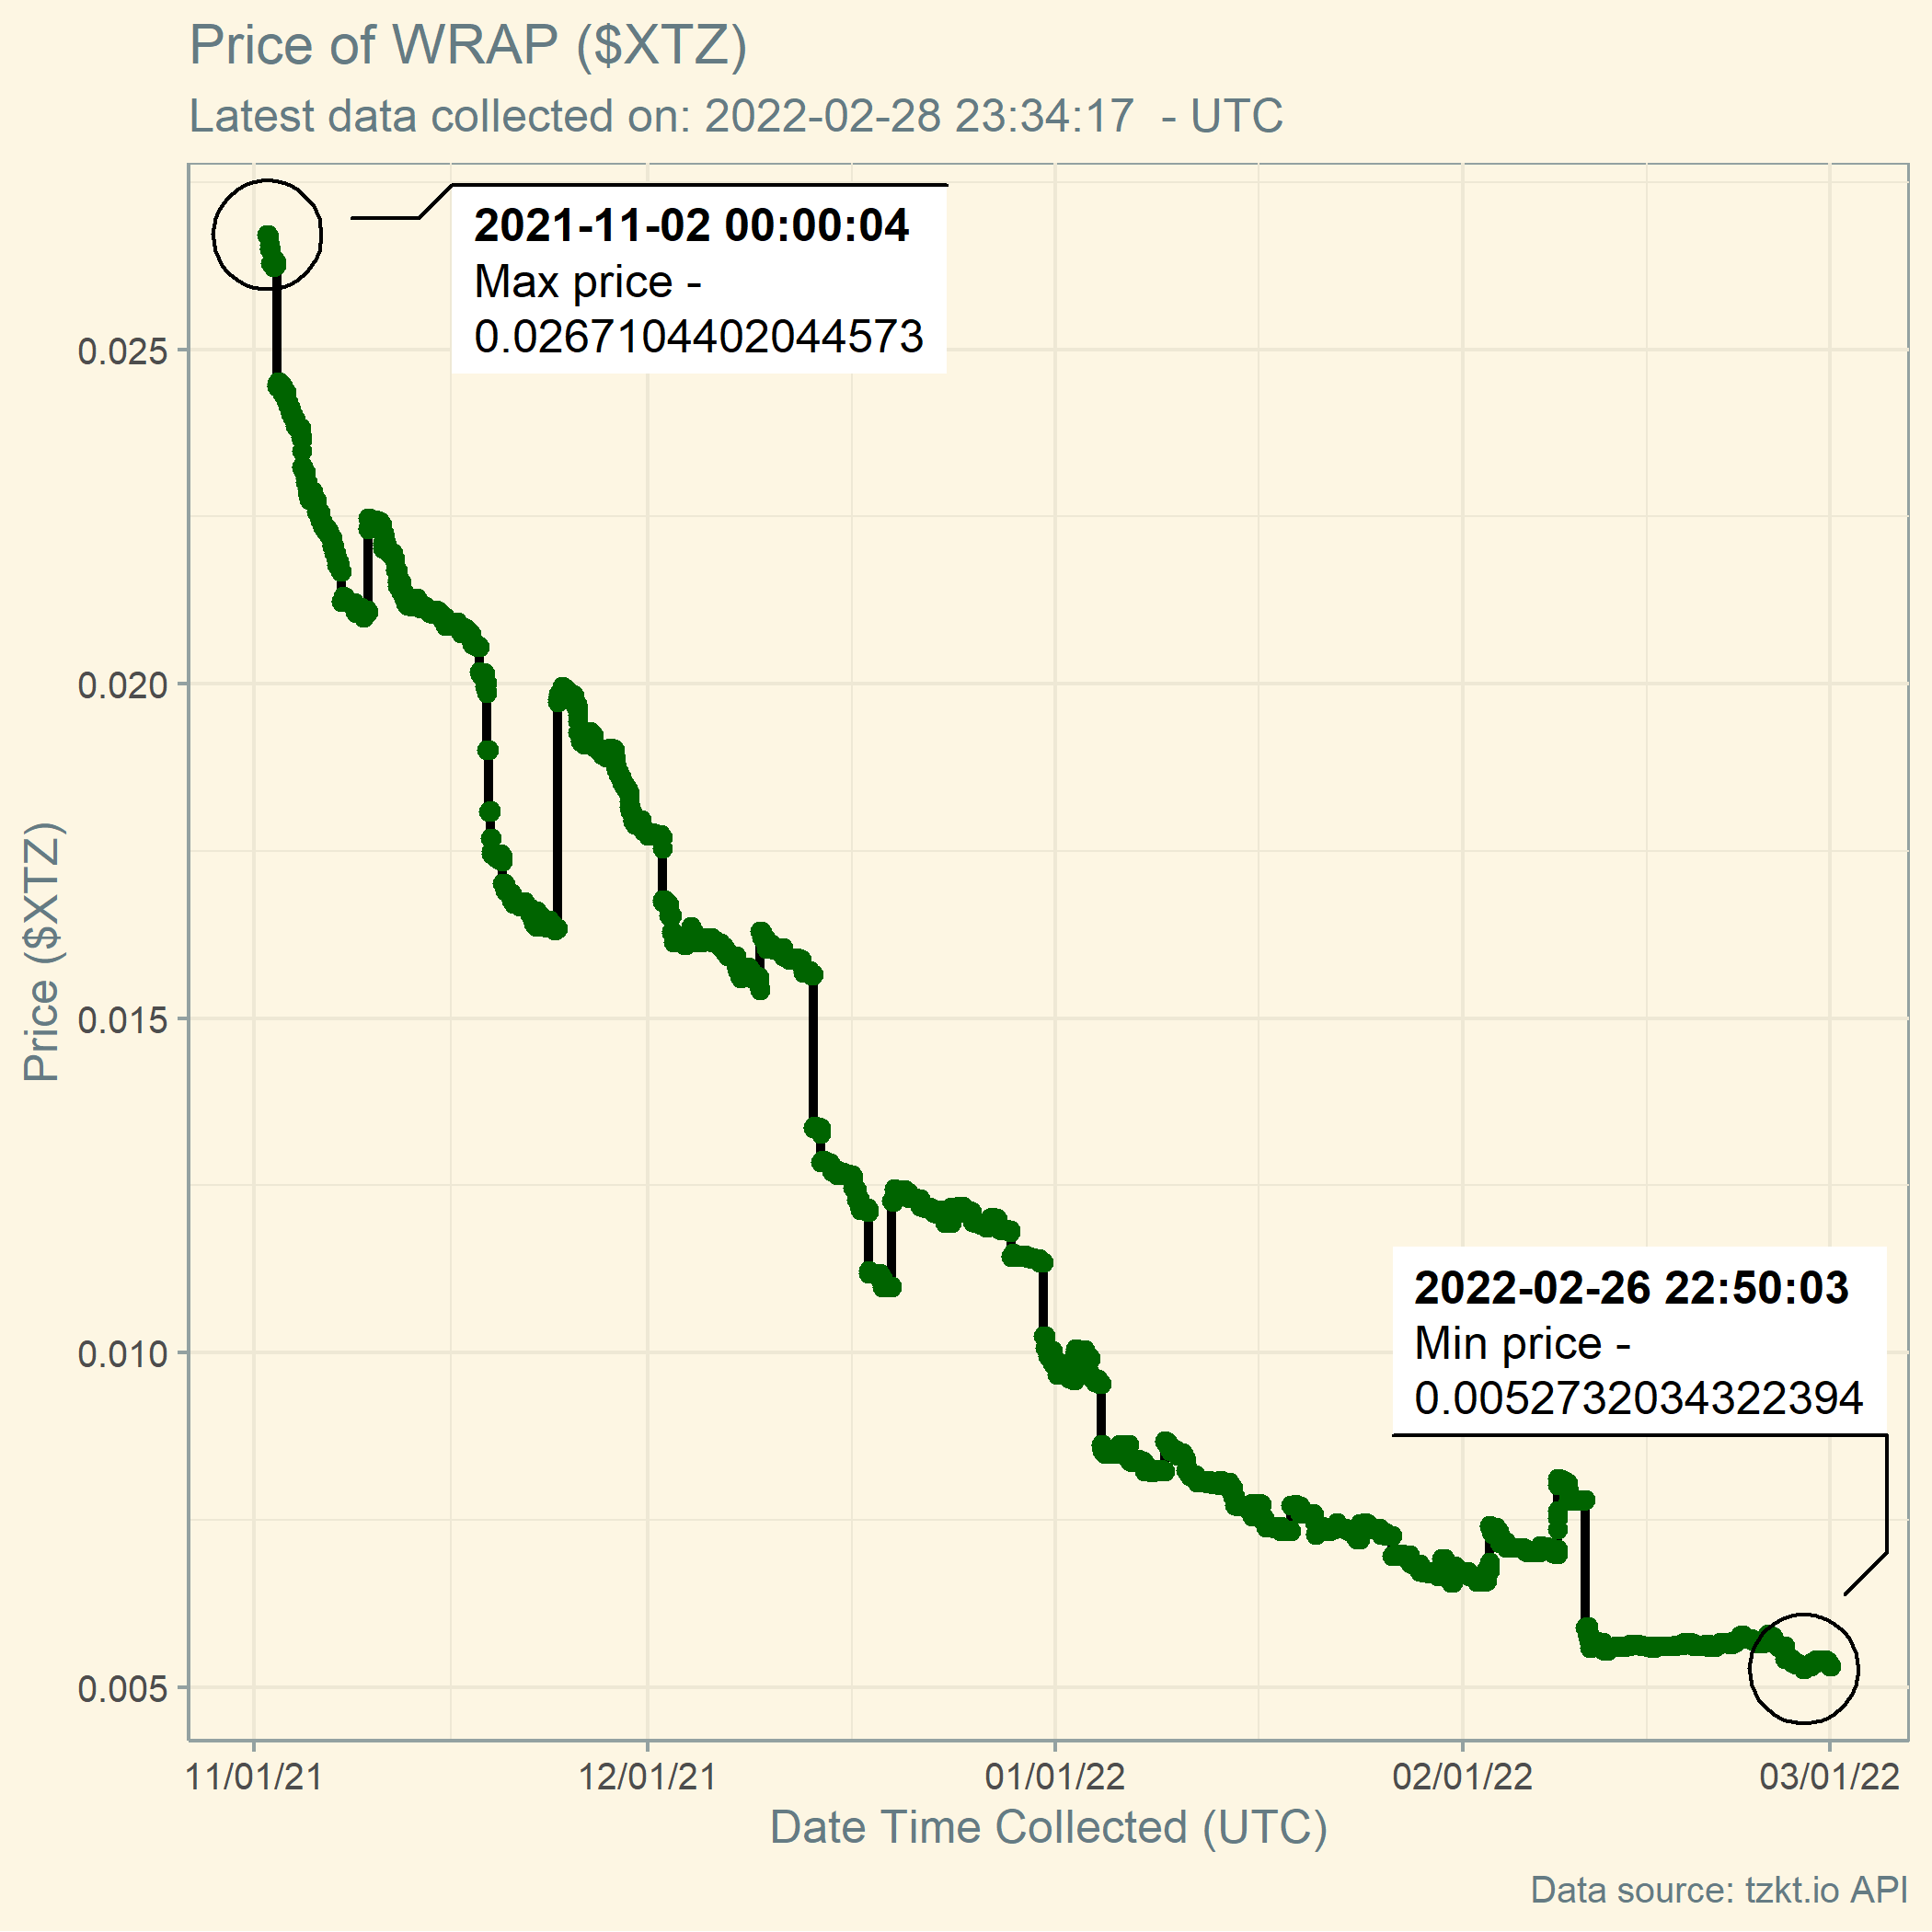 Price of WRAP ($XTZ)
Latest data collected on: 2022-02-28 23:34:17  - UTC
2021-11-02 00:00:04
Max price -
0.0267104402044573
0.025
0.020
0.015
0.010
0.005
Price ($XTZ)
2022-02-26 22:50:03
Min price -
0.0052732034322394
11/01/21
12/01/21
01/01/22
02/01/22
03/01/22
Date Time Collected (UTC)
Data source: tzkt.io API